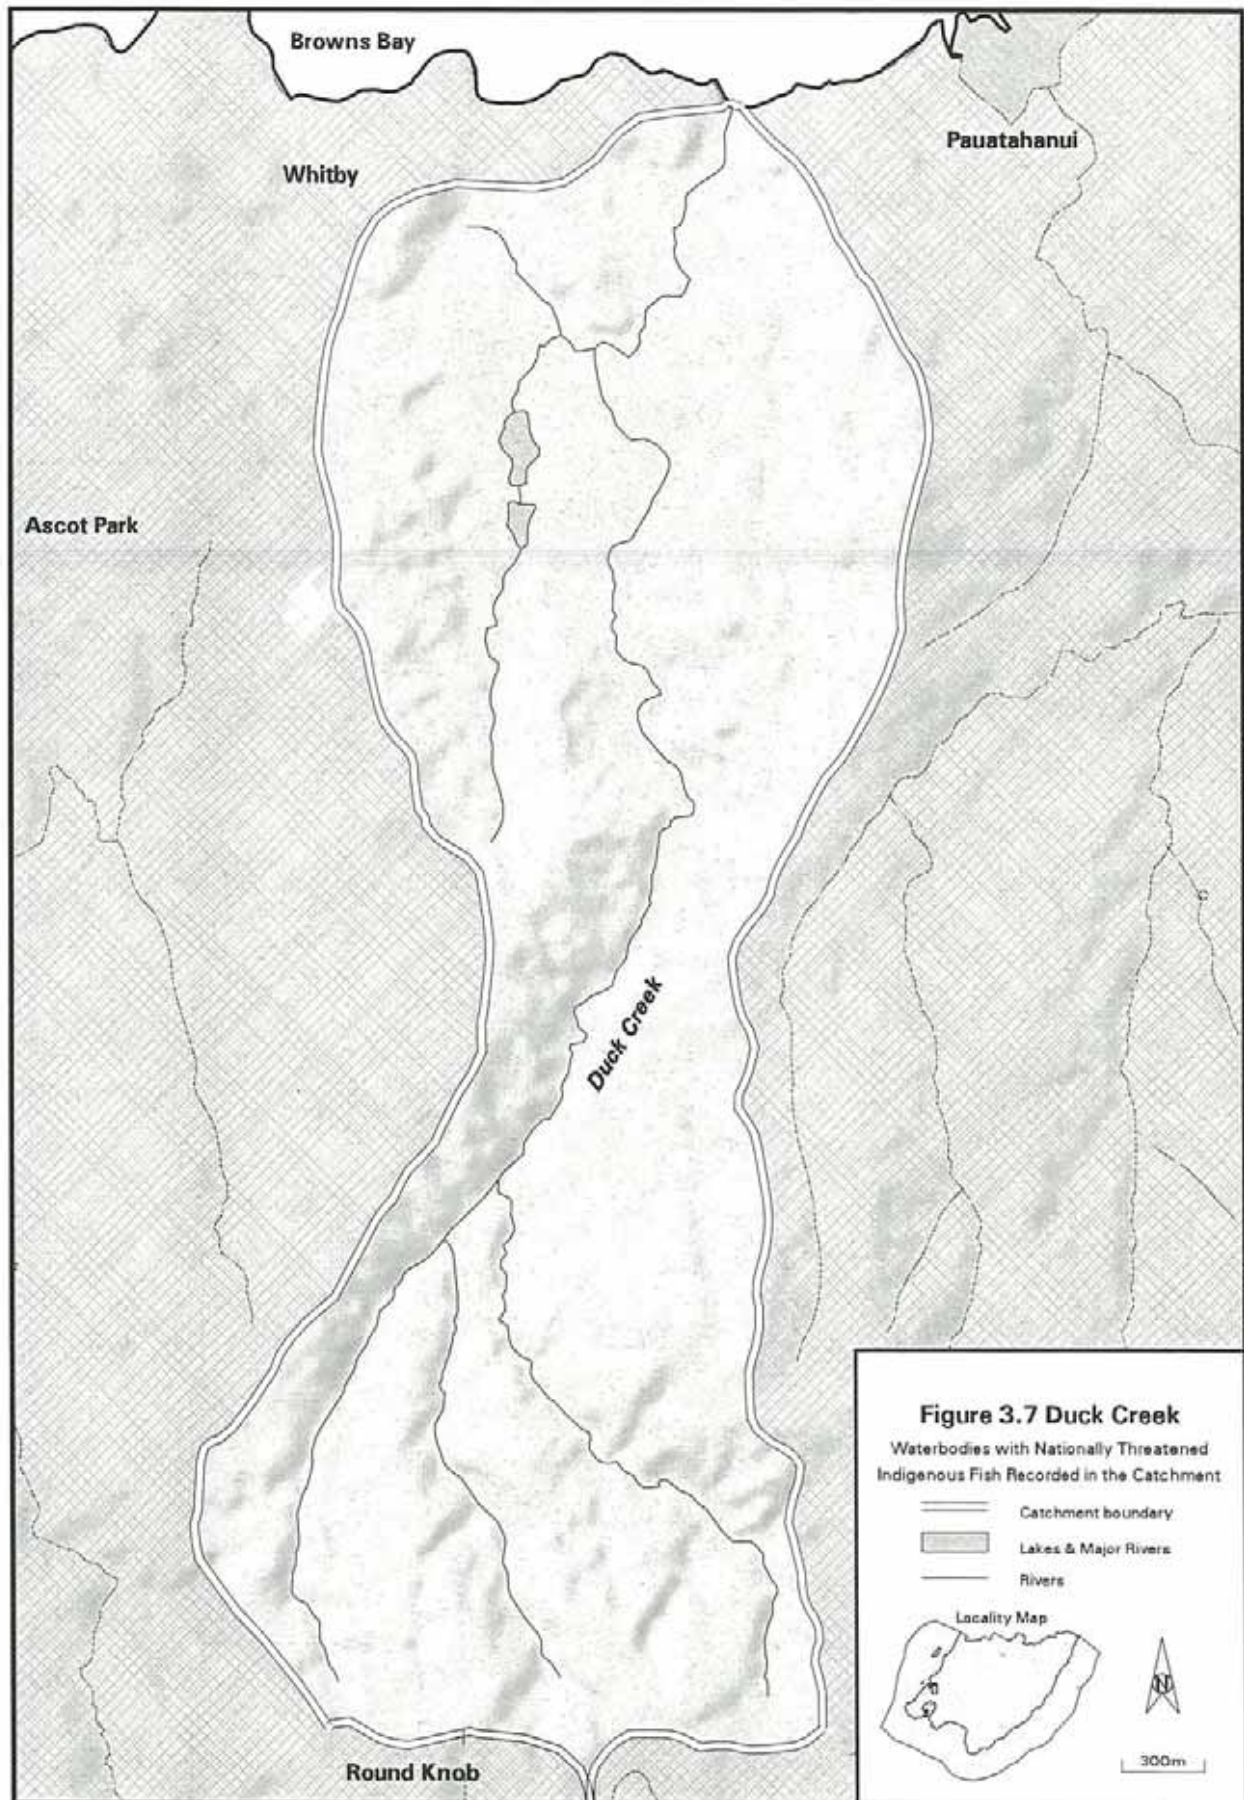 Browns Bay
Pauatahanui
Whitby
Ascot Park
Duck Creek
Round Knob
Figure 3.7 Duck Creek
Waterbodies with Nationally Threatened
Indigenous Fish Recorded in the Catchment
Catchment boundary
Lakes & Major Rivers
Rivers
Locality Map
N
300m